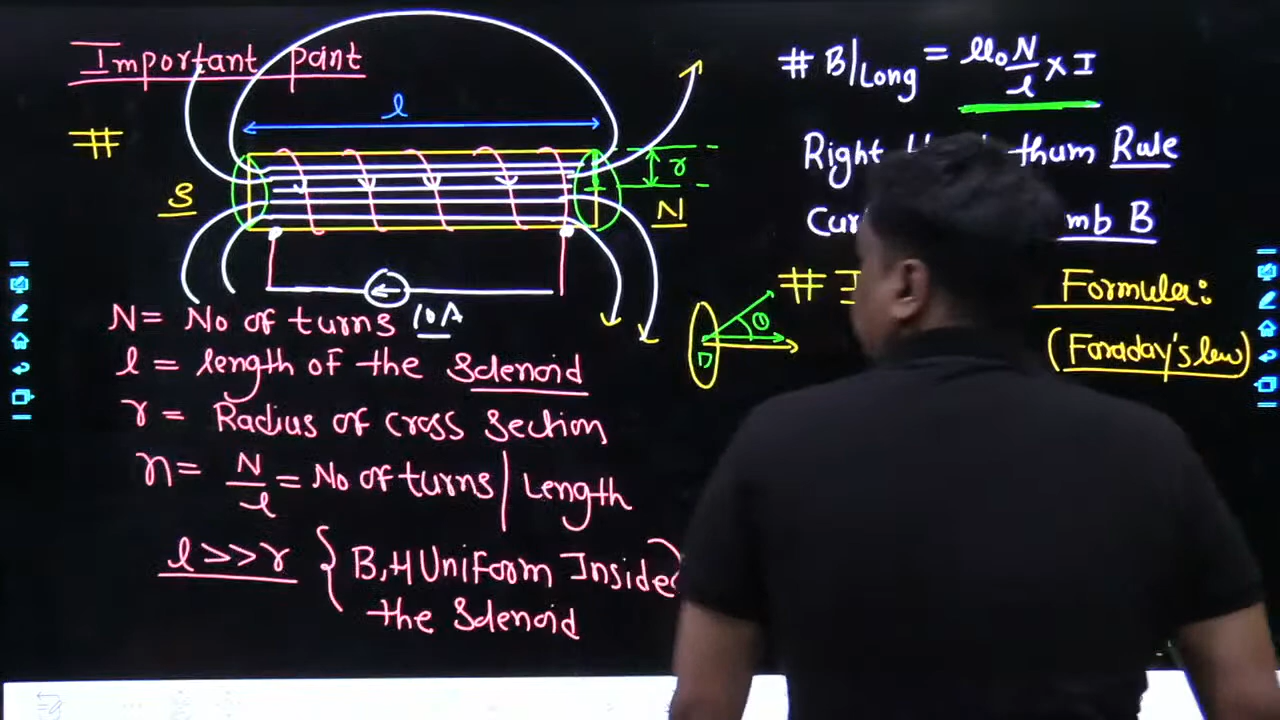 Important point
#
l
r
S
N
10A
N = No of turns
l = length of the Solenoid
r = Radius of cross section
n = N/l = No of turns | Length
l >> r { B, H Uniform Inside }
the Solenoid
# B/Long = μ0 N/l × I
Right thum Rule
mb B
θ
# I
Formula:
(Faraday's law)